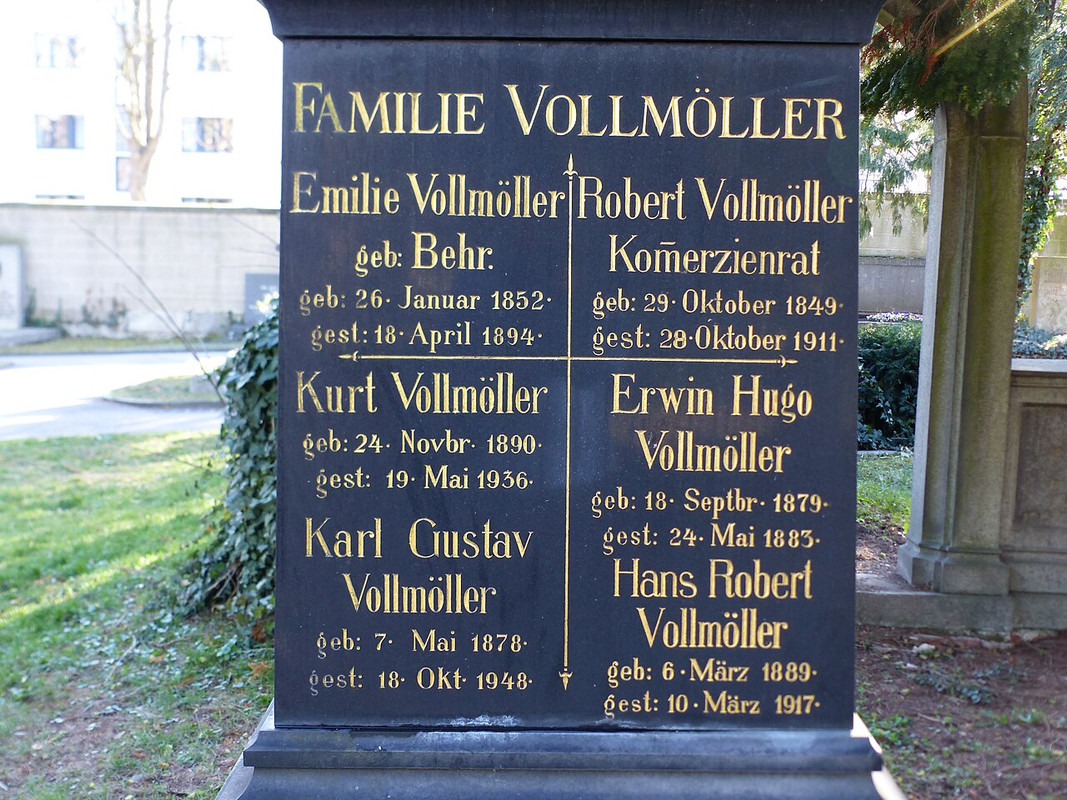 FAMILIE VOLLMÖLLER
Emilie Vollmöller
geb: Behr.
geb: 26· Januar 1852·
gest: 18· April 1894·
Robert Vollmöller
Kom̄erzienrat
geb: 29· Oktober 1849·
gest: 28·Oktober 1911·
Kurt Vollmöller
geb: 24· Novbr· 1890·
gest: 19· Mai 1936·
Karl Gustav
Vollmöller
geb: 7· Mai 1878·
gest: 18· Okt· 1948·
Erwin Hugo
Vollmöller
geb: 18· Septbr· 1879·
gest: 24· Mai 1883·
Hans Robert
Vollmöller
geb: 6· März 1889·
gest: 10· März 1917·